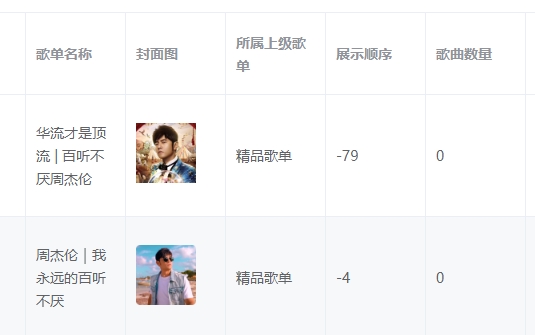 歌单名称
封面图
所属上级歌
单
展示顺序
歌曲数量
华流才是顶
流 | 百听不
厌周杰伦
精品歌单
-79
0
周杰伦｜我
永远的百听
不厌
精品歌单
-4
0